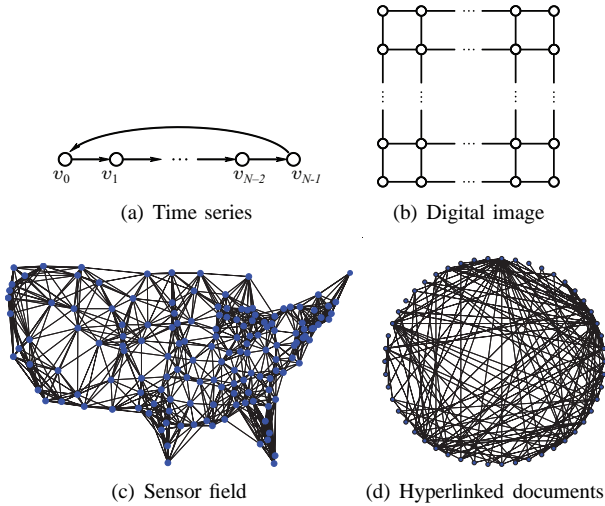 v0 v1 ... vN–2 vN-1
(a) Time series
(b) Digital image
(c) Sensor field
(d) Hyperlinked documents